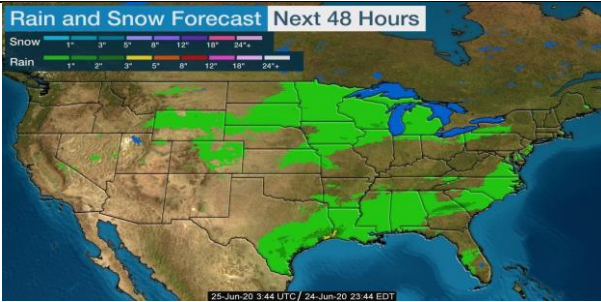 Rain and Snow Forecast Next 48 Hours
Snow 1" 3" 5" 8" 12" 18" 24"+
Rain 1" 2" 3" 5" 8" 12" 18" 24"+
25-Jun-20 3:44 UTC / 24-Jun-20 23:44 EDT